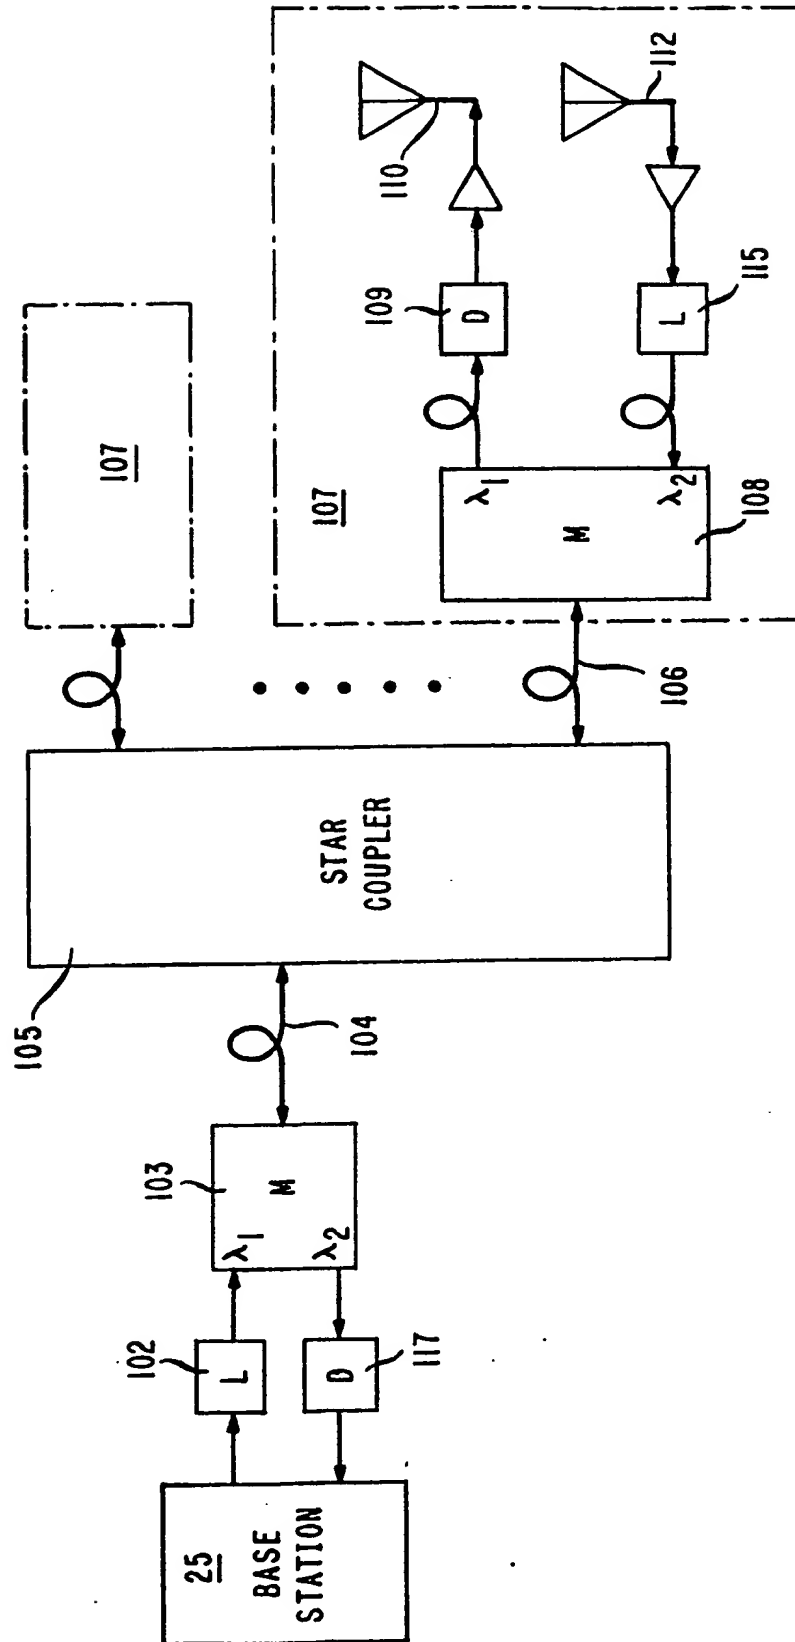 25
BASE
STATION
102
L
D
117
103
λ1
M
λ2
104
105
STAR
COUPLER
106
107
107
λ1
M
λ2
108
109
D
110
L
115
112